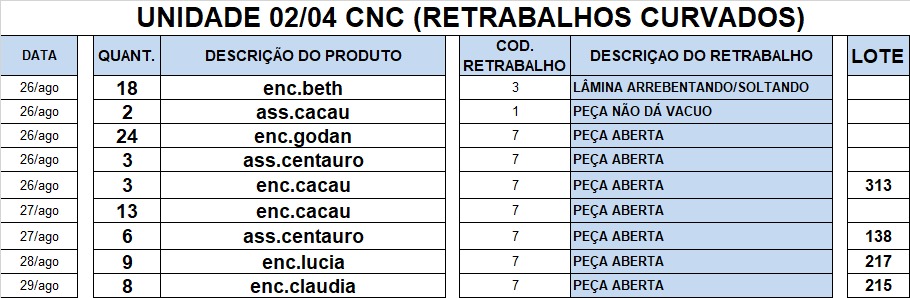 UNIDADE 02/04 CNC (RETRABALHOS CURVADOS)
DATA QUANT. DESCRIÇÃO DO PRODUTO COD. RETRABALHO DESCRIÇAO DO RETRABALHO LOTE
26/ago 18 enc.beth 3 LÂMINA ARREBENTANDO/SOLTANDO
26/ago 2 ass.cacau 1 PEÇA NÃO DÁ VACUO
26/ago 24 enc.godan 7 PEÇA ABERTA
26/ago 3 ass.centauro 7 PEÇA ABERTA
26/ago 3 enc.cacau 7 PEÇA ABERTA 313
27/ago 13 enc.cacau 7 PEÇA ABERTA
27/ago 6 ass.centauro 7 PEÇA ABERTA 138
28/ago 9 enc.lucia 7 PEÇA ABERTA 217
29/ago 8 enc.claudia 7 PEÇA ABERTA 215